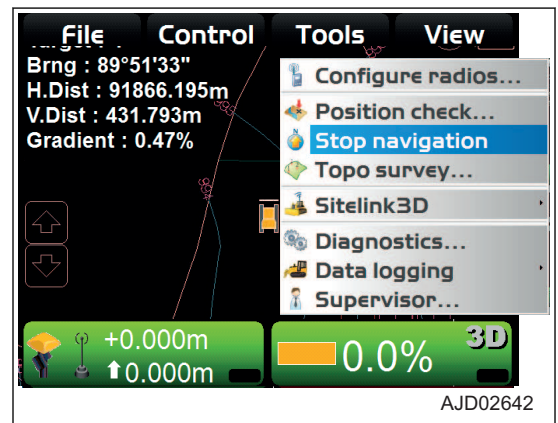 File Control Tools View
Brng : 89°51'33"
H.Dist : 91866.195m
V.Dist : 431.793m
Gradient : 0.47%
Configure radios...
Position check...
Stop navigation
Topo survey...
Sitelink3D
Diagnostics...
Data logging
Supervisor...
+0.000m
0.000m
0.0%
3D
AJD02642